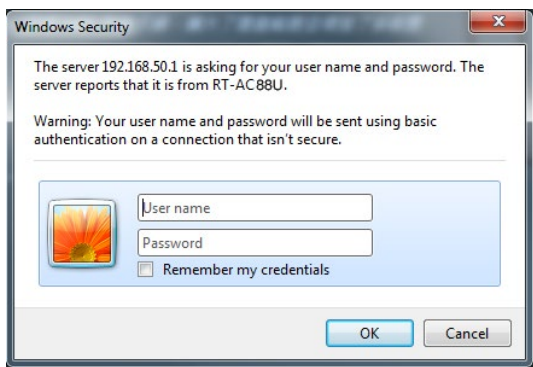 Windows Security
The server 192.168.50.1 is asking for your user name and password. The
server reports that it is from RT-AC88U.
Warning: Your user name and password will be sent using basic
authentication on a connection that isn't secure.
User name
Password
Remember my credentials
OK
Cancel